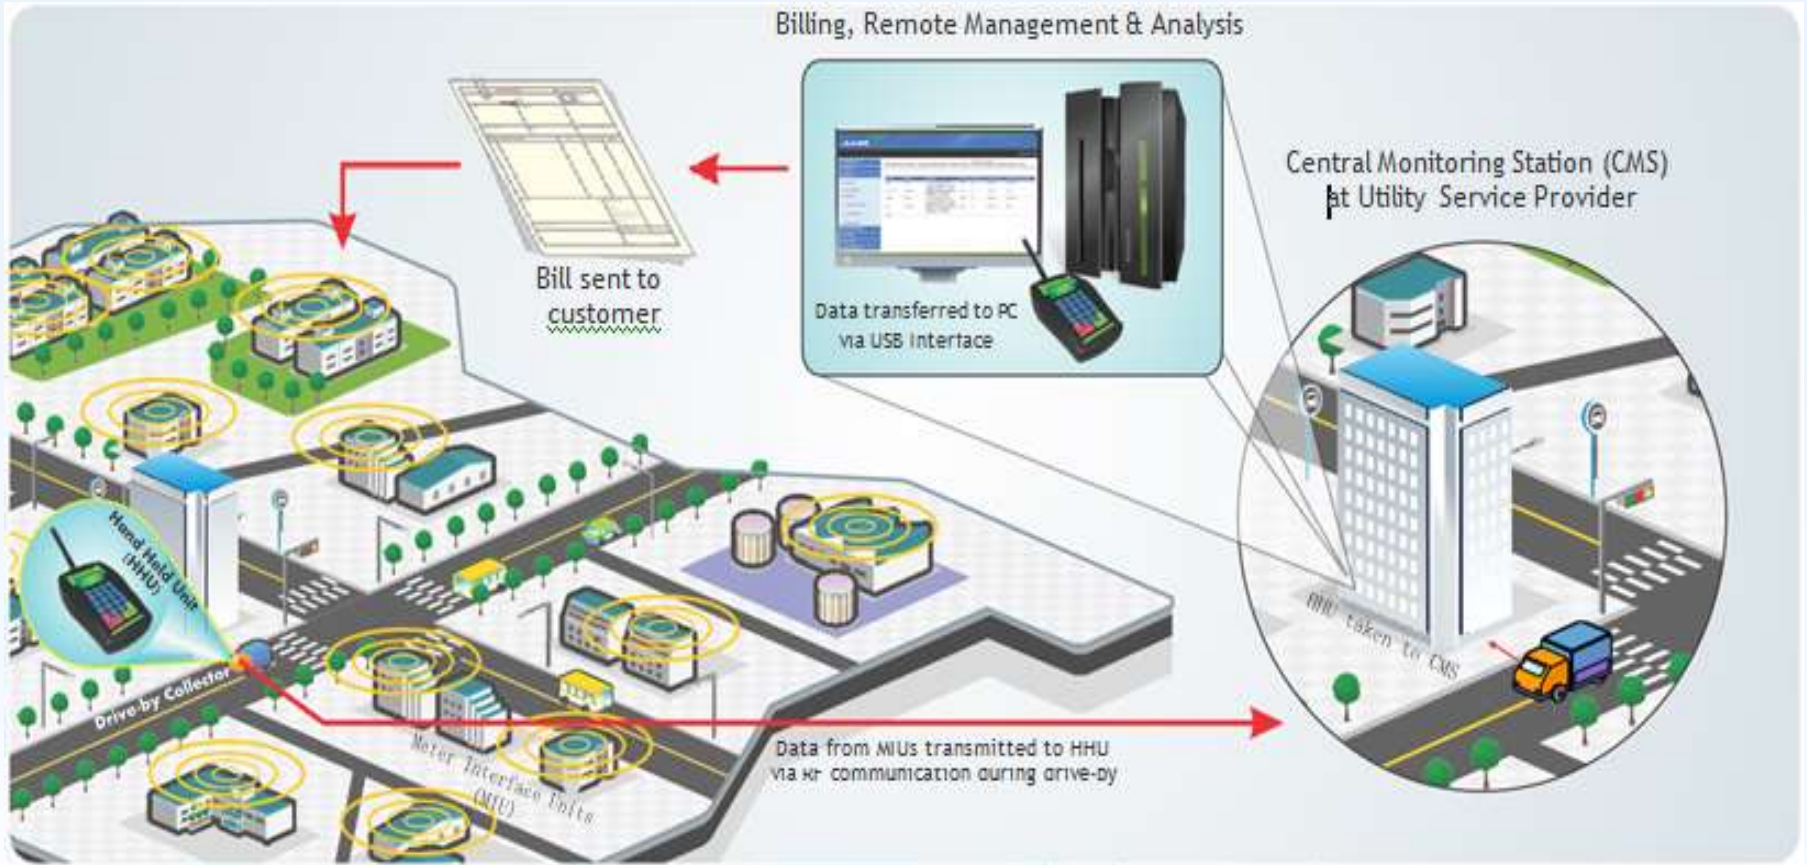 Billing, Remote Management & Analysis
Central Monitoring Station (CMS)
at Utility Service Provider
Bill sent to
customer
Data transferred to PC
via USB Interface
Hand Held Unit
(HHU)
Drive-by Collector
HHU taken to CMS
Meter Interface Units
(MIU)
Data from MIUs transmitted to HHU
via RF communication during drive-by